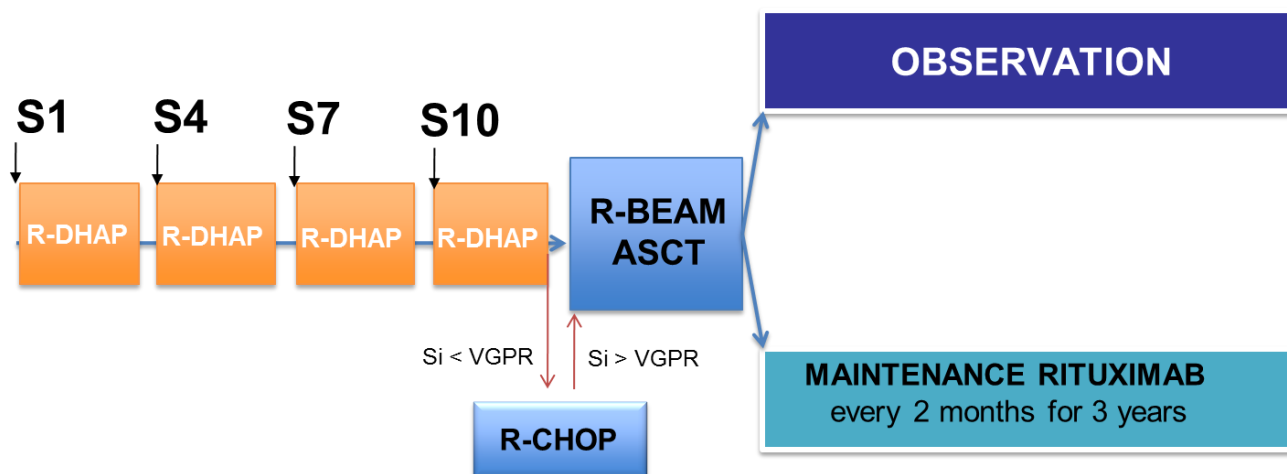 OBSERVATION
S1
S4
S7
S10
R-DHAP
R-DHAP
R-DHAP
R-DHAP
R-BEAM
ASCT
Si < VGPR
Si > VGPR
R-CHOP
MAINTENANCE RITUXIMAB
every 2 months for 3 years